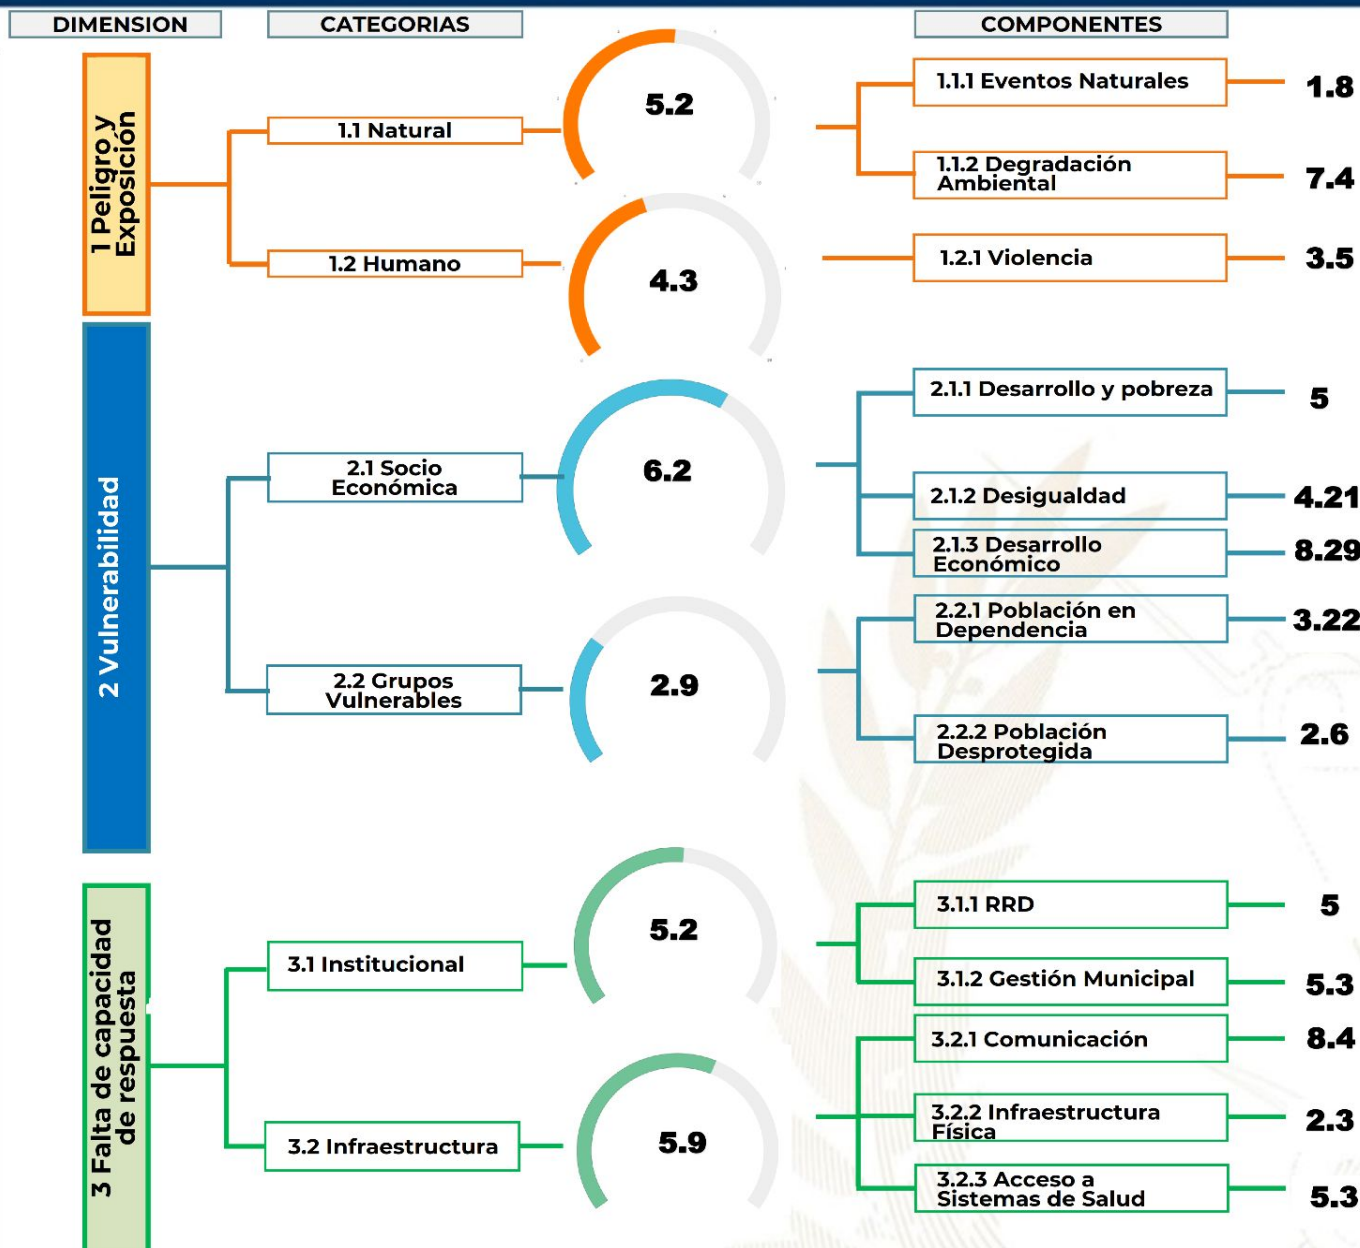 DIMENSION
CATEGORIAS
COMPONENTES
1 Peligro y
Exposición
1.1 Natural
5.2
1.1.1 Eventos Naturales
1.8
1.1.2 Degradación
Ambiental
7.4
1.2 Humano
4.3
1.2.1 Violencia
3.5
2 Vulnerabilidad
2.1 Socio
Económica
6.2
2.1.1 Desarrollo y pobreza
5
2.1.2 Desigualdad
4.21
2.1.3 Desarrollo
Económico
8.29
2.2 Grupos
Vulnerables
2.9
2.2.1 Población en
Dependencia
3.22
2.2.2 Población
Desprotegida
2.6
3 Falta de capacidad
de respuesta
3.1 Institucional
5.2
3.1.1 RRD
5
3.1.2 Gestión Municipal
5.3
3.2 Infraestructura
5.9
3.2.1 Comunicación
8.4
3.2.2 Infraestructura
Física
2.3
3.2.3 Acceso a
Sistemas de Salud
5.3